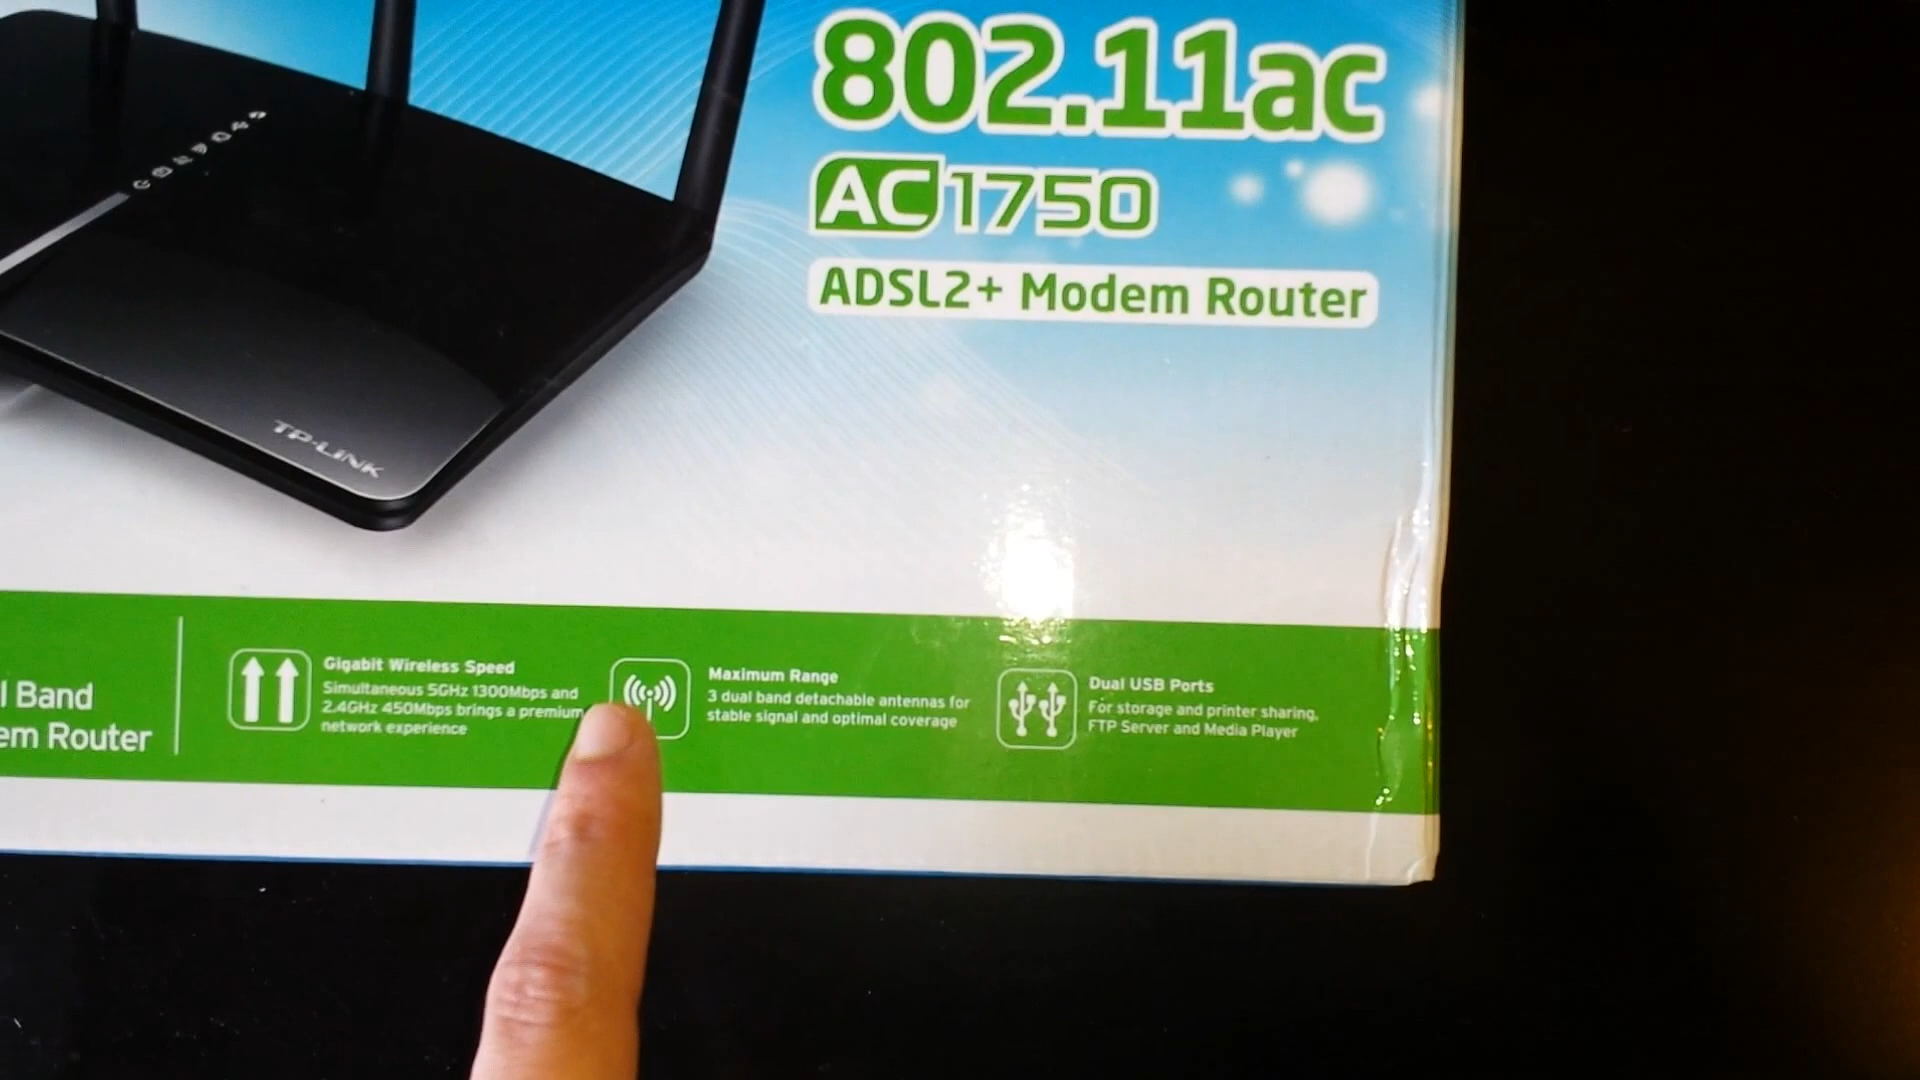 802.11ac
AC1750
ADSL2+ Modem Router
TP-LINK
l Band
em Router
Gigabit Wireless Speed
Simultaneous 5GHz 1300Mbps and
2.4GHz 450Mbps brings a premium
network experience
Maximum Range
3 dual band detachable antennas for
stable signal and optimal coverage
Dual USB Ports
For storage and printer sharing,
FTP Server and Media Player